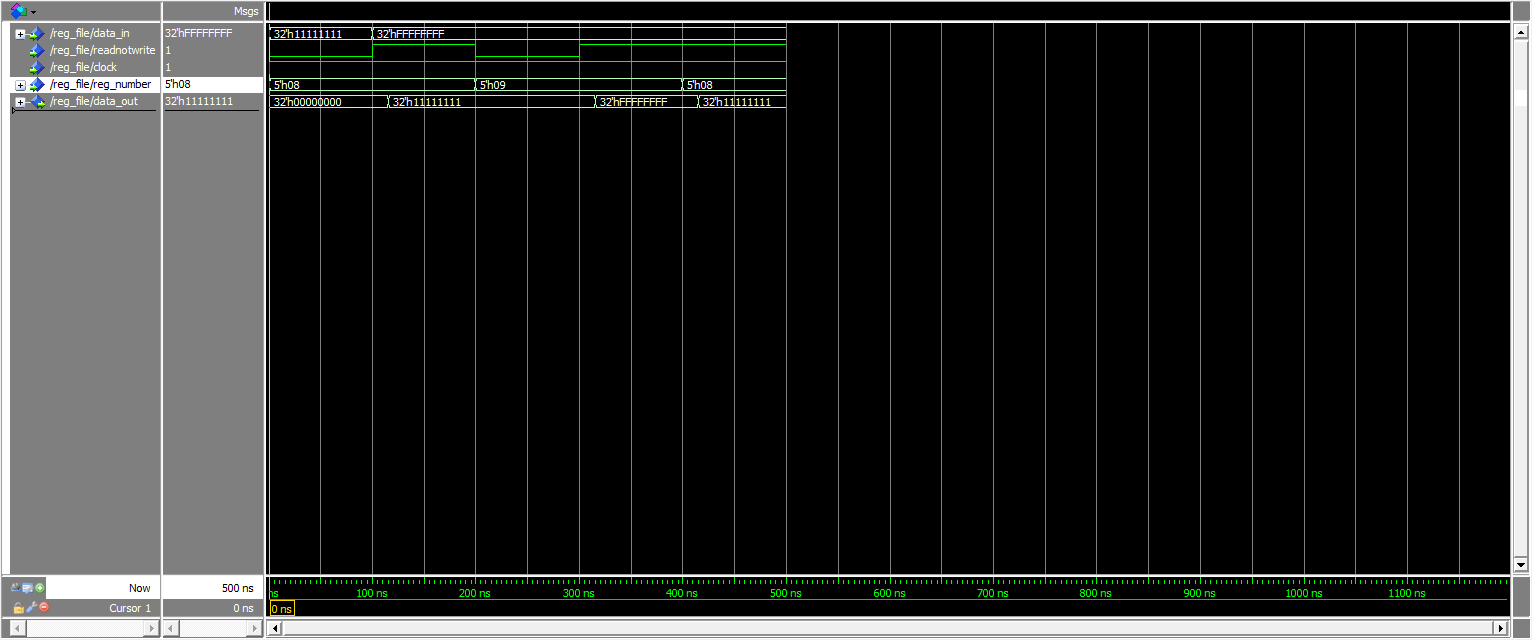 Msgs
/reg_file/data_in 32'hFFFFFFFF 32'h11111111 32'hFFFFFFFF
/reg_file/readnotwrite 1
/reg_file/clock 1
/reg_file/reg_number 5'h08 5'h08 5'h09 5'h08
/reg_file/data_out 32'h11111111 32'h00000000 32'h11111111 32'hFFFFFFFF 32'h11111111
Now 500 ns ns 100 ns 200 ns 300 ns 400 ns 500 ns 600 ns 700 ns 800 ns 900 ns 1000 ns 1100 ns
Cursor 1 0 ns 0 ns